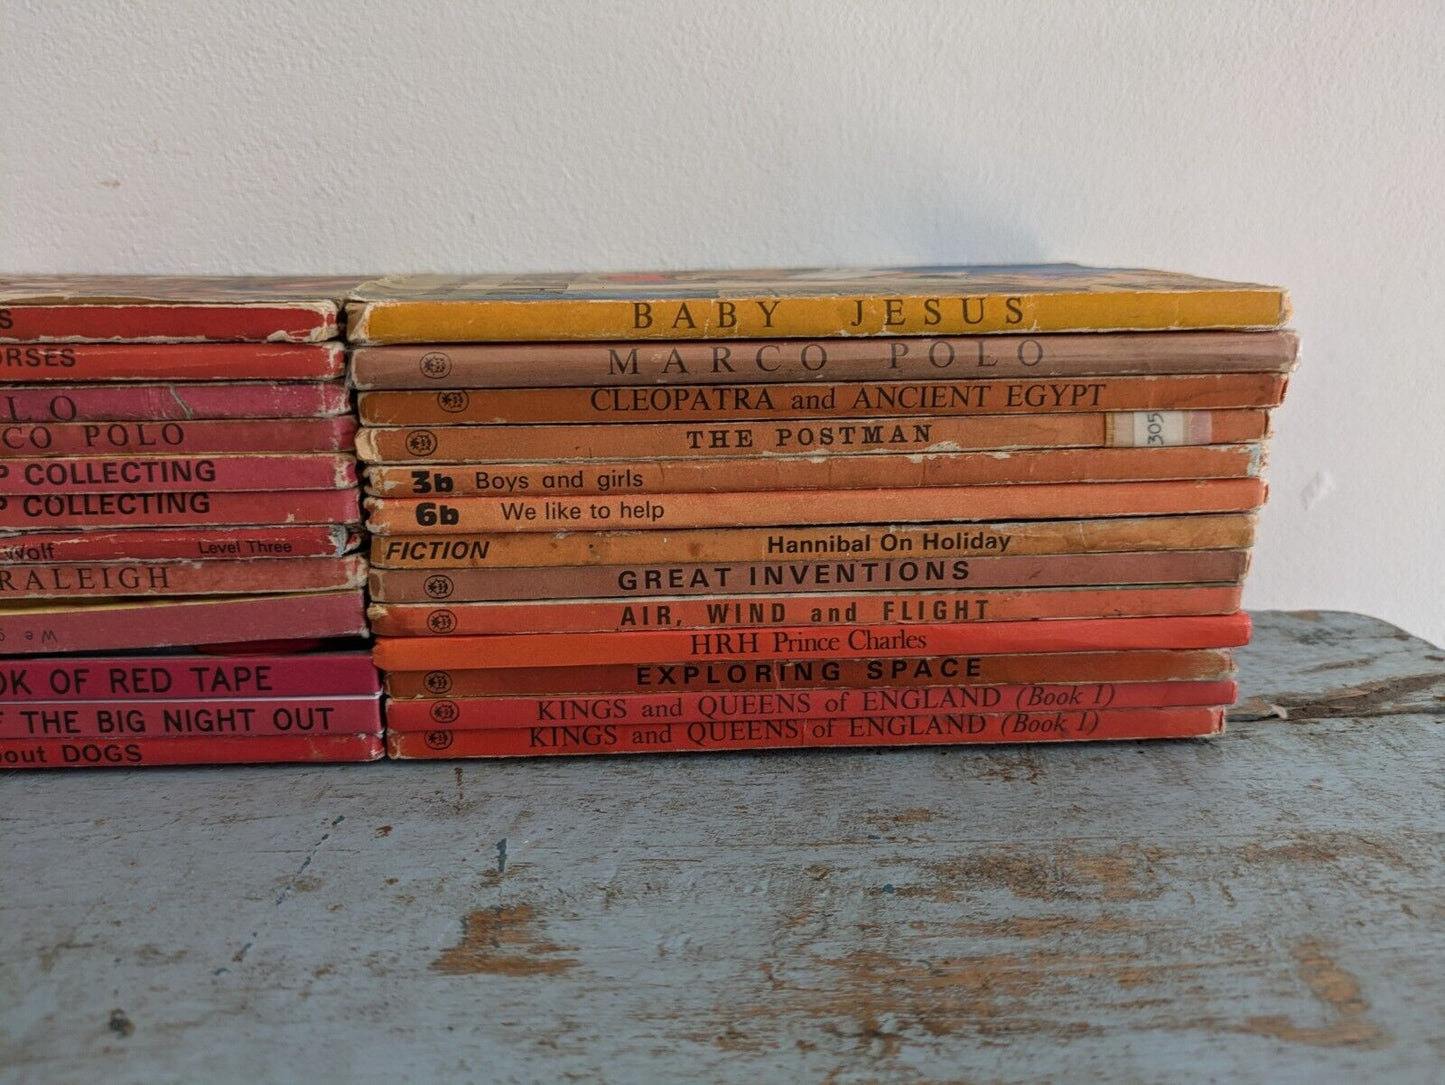 S
ORSES
LO
CO POLO
P COLLECTING
P COLLECTING
Wolf Level Three
RALEIGH
We g
OK OF RED TAPE
F THE BIG NIGHT OUT
bout DOGS
BABY JESUS
MARCO POLO
CLEOPATRA and ANCIENT EGYPT
THE POSTMAN 305
3b Boys and girls
6b We like to help
FICTION Hannibal On Holiday
GREAT INVENTIONS
AIR, WIND and FLIGHT
HRH Prince Charles
EXPLORING SPACE
KINGS and QUEENS of ENGLAND (Book 1)
KINGS and QUEENS of ENGLAND (Book 1)